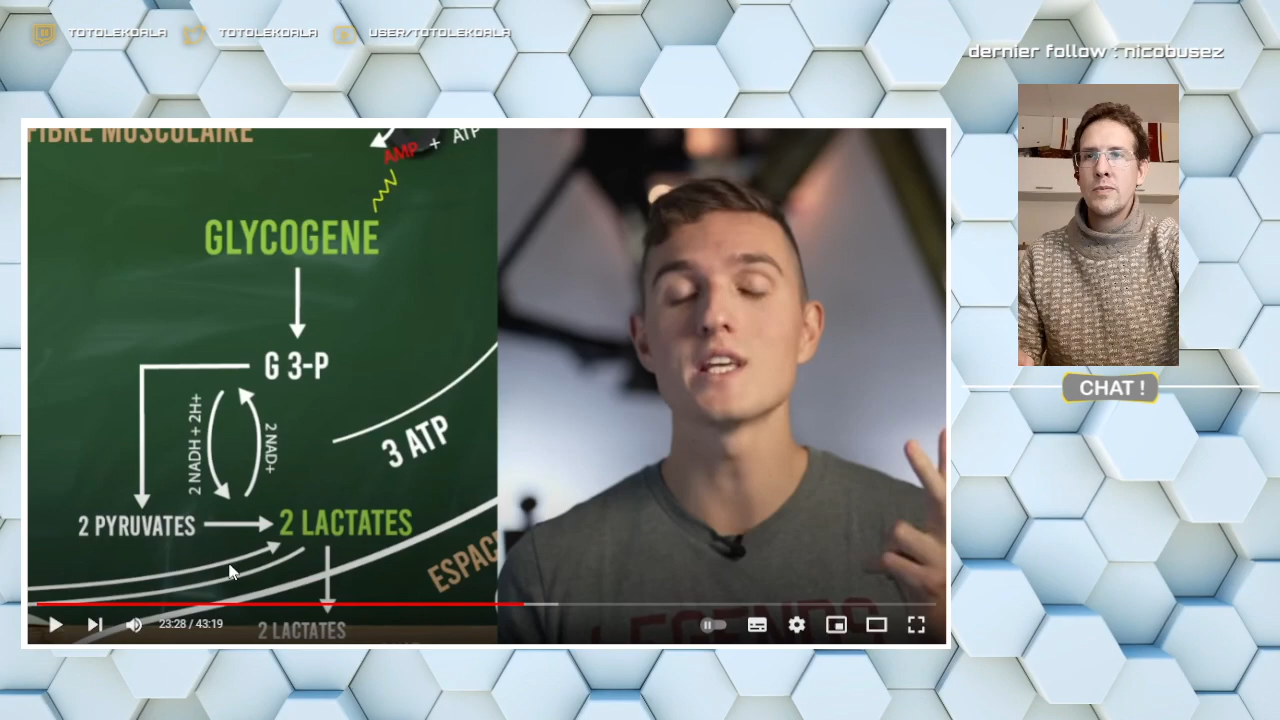 TOTOLEKOALA TOTOLEKOALA USER/TOTOLEKOALA
dernier follow : nicobusez
FIBRE MUSCULAIRE
AMP + ATP
GLYCOGENE
G 3-P
2 NADH + 2H+
2 NAD+
3 ATP
2 PYRUVATES
2 LACTATES
2 LACTATES
LEGENDS
23:28 / 43:19
CHAT !